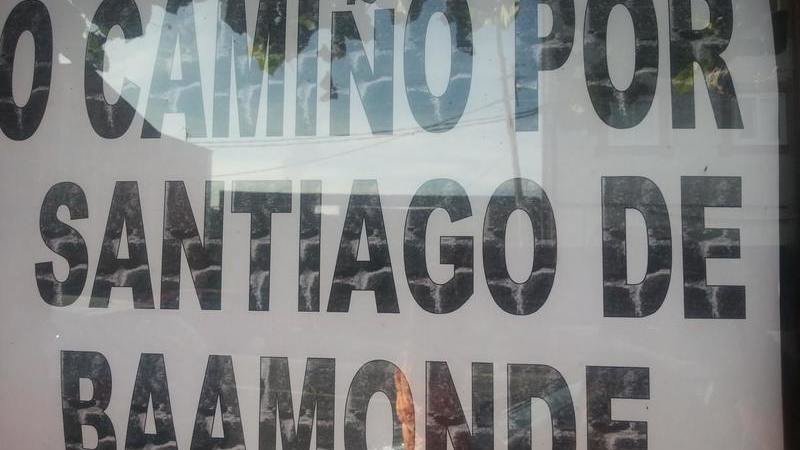 O CAMIÑO POR
SANTIAGO DE
BAAMONDE